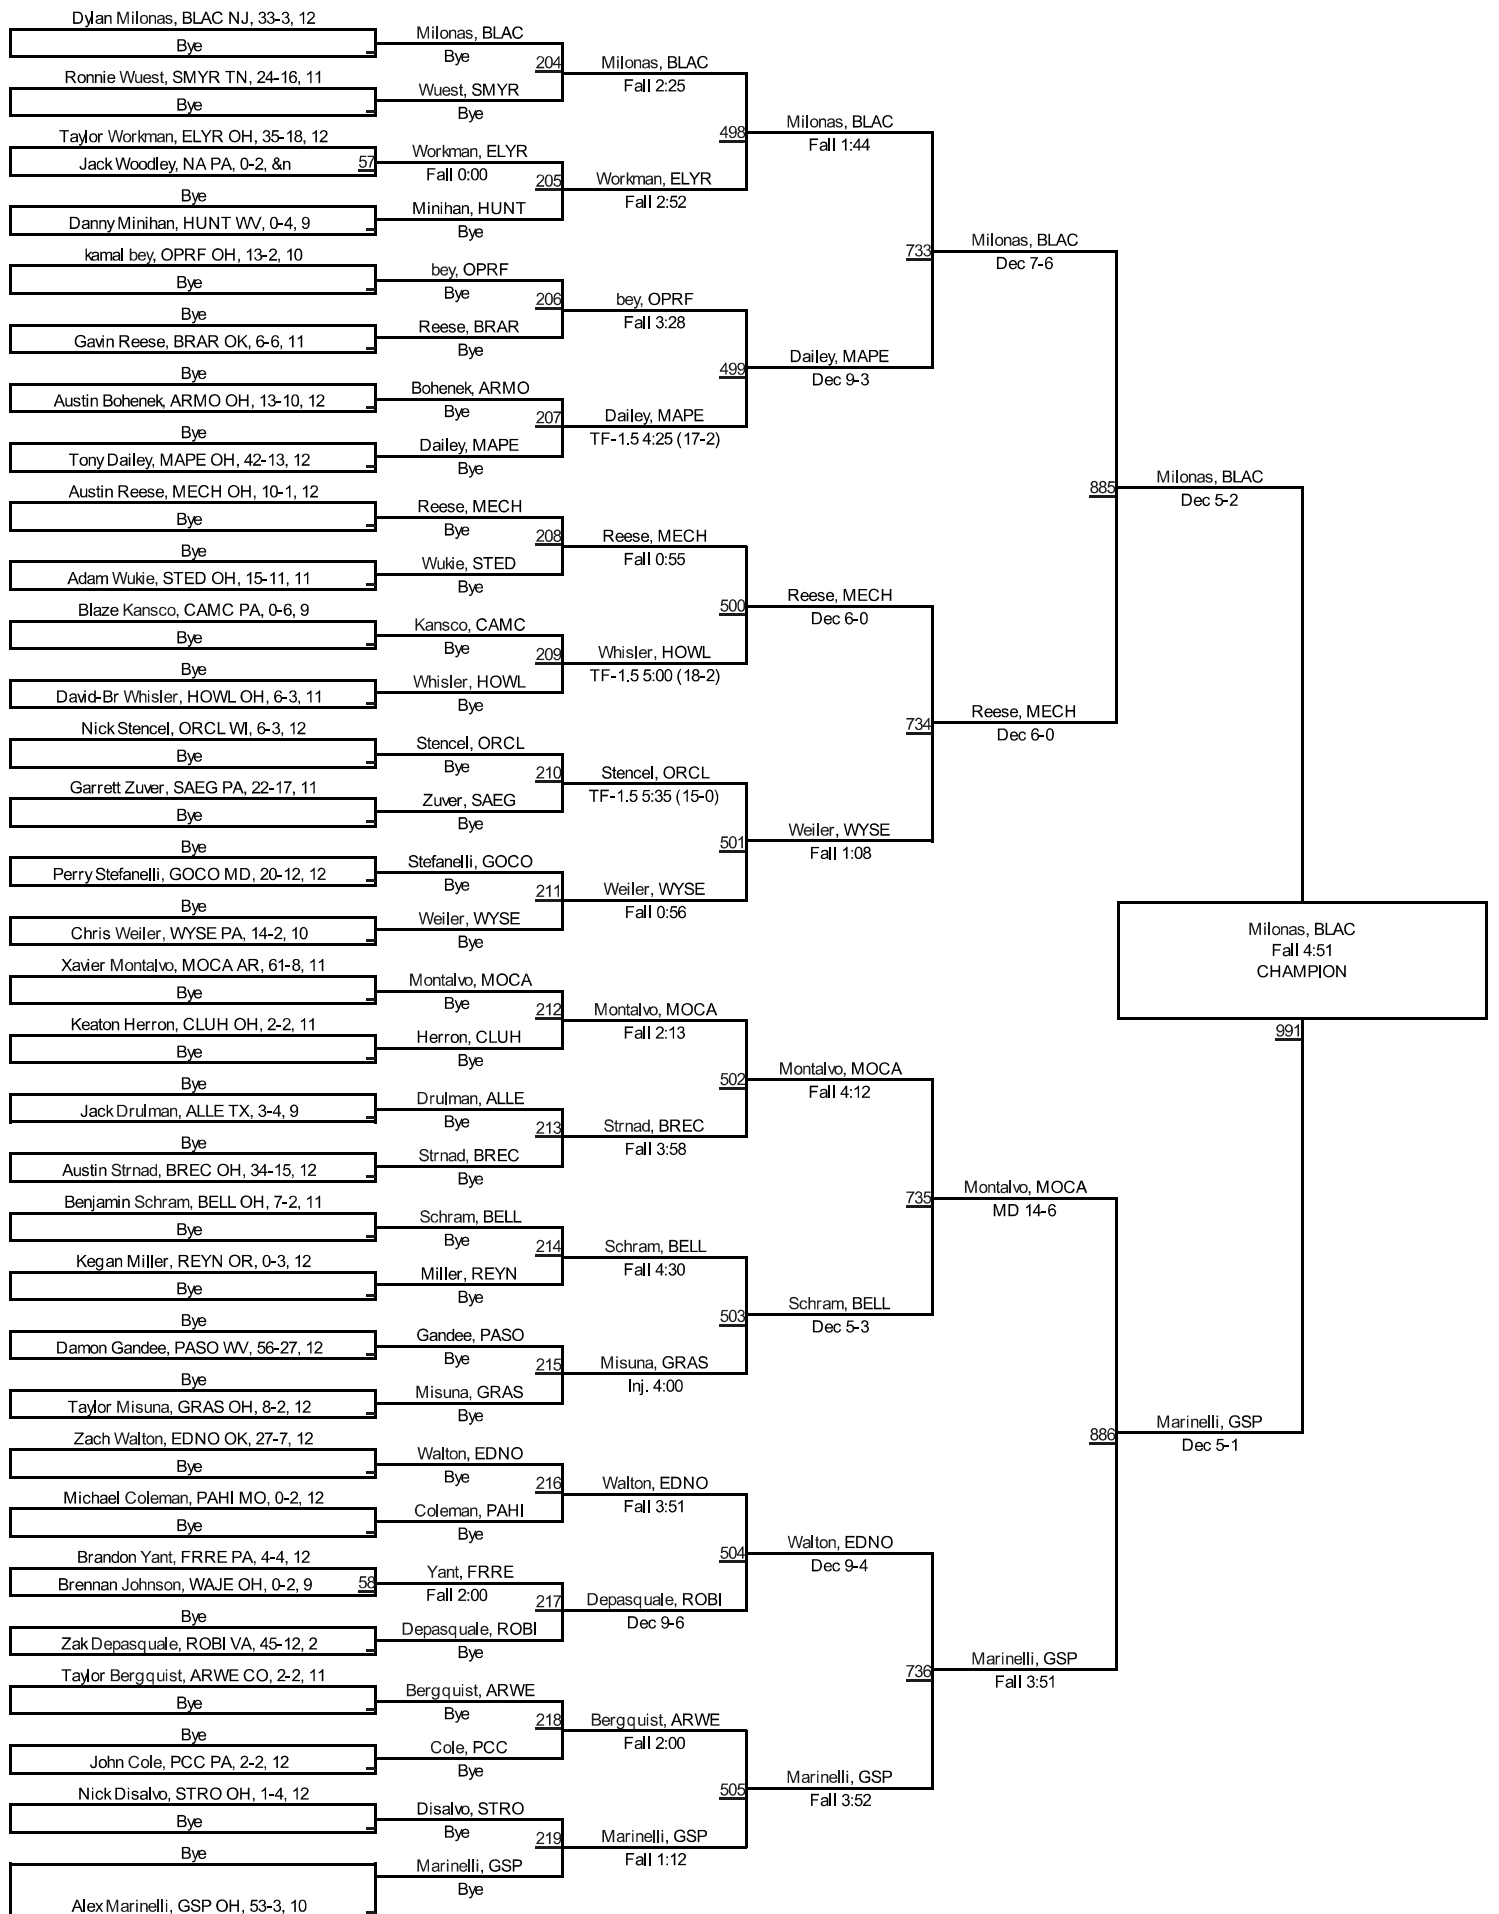 Dylan Milonas, BLAC NJ, 33-3, 12
Bye
Ronnie Wuest, SMYR TN, 24-16, 11
Bye
Taylor Workman, ELYR OH, 35-18, 12
Jack Woodley, NA PA, 0-2, &n
57
Bye
Danny Minihan, HUNT WV, 0-4, 9
kamal bey, OPRF OH, 13-2, 10
Bye
Bye
Gavin Reese, BRAR OK, 6-6, 11
Bye
Austin Bohenek, ARMO OH, 13-10, 12
Bye
Tony Dailey, MAPE OH, 42-13, 12
Austin Reese, MECH OH, 10-1, 12
Bye
Bye
Adam Wukie, STED OH, 15-11, 11
Blaze Kansco, CAMC PA, 0-6, 9
Bye
Bye
David-Br Whisler, HOWL OH, 6-3, 11
Nick Stencel, ORCL WI, 6-3, 12
Bye
Garrett Zuver, SAEG PA, 22-17, 11
Bye
Bye
Perry Stefanelli, GOCO MD, 20-12, 12
Bye
Chris Weiler, WYSE PA, 14-2, 10
Xavier Montalvo, MOCA AR, 61-8, 11
Bye
Keaton Herron, CLUH OH, 2-2, 11
Bye
Bye
Jack Drulman, ALLE TX, 3-4, 9
Bye
Austin Strnad, BREC OH, 34-15, 12
Benjamin Schram, BELL OH, 7-2, 11
Bye
Kegan Miller, REYN OR, 0-3, 12
Bye
Bye
Damon Gandee, PASO WV, 56-27, 12
Bye
Taylor Misuna, GRAS OH, 8-2, 12
Zach Walton, EDNO OK, 27-7, 12
Bye
Michael Coleman, PAHI MO, 0-2, 12
Bye
Brandon Yant, FRRE PA, 4-4, 12
Brennan Johnson, WAJE OH, 0-2, 9
58
Bye
Zak Depasquale, ROBI VA, 45-12, 2
Taylor Bergquist, ARWE CO, 2-2, 11
Bye
Bye
John Cole, PCC PA, 2-2, 12
Nick Disalvo, STRO OH, 1-4, 12
Bye
Bye
Alex Marinelli, GSP OH, 53-3, 10
Milonas, BLAC
Bye
204
Wuest, SMYR
Bye
Workman, ELYR
Fall 0:00
205
Minihan, HUNT
Bye
bey, OPRF
Bye
206
Reese, BRAR
Bye
Bohenek, ARMO
Bye
207
Dailey, MAPE
Bye
Reese, MECH
Bye
208
Wukie, STED
Bye
Kansco, CAMC
Bye
209
Whisler, HOWL
Bye
Stencel, ORCL
Bye
210
Zuver, SAEG
Bye
Stefanelli, GOCO
Bye
211
Weiler, WYSE
Bye
Montalvo, MOCA
Bye
212
Herron, CLUH
Bye
Drulman, ALLE
Bye
213
Strnad, BREC
Bye
Schram, BELL
Bye
214
Miller, REYN
Bye
Gandee, PASO
Bye
215
Misuna, GRAS
Bye
Walton, EDNO
Bye
216
Coleman, PAHI
Bye
Yant, FRRE
Fall 2:00
217
Depasquale, ROBI
Bye
Bergquist, ARWE
Bye
218
Cole, PCC
Bye
Disalvo, STRO
Bye
219
Marinelli, GSP
Bye
Milonas, BLAC
Fall 2:25
498
Workman, ELYR
Fall 2:52
bey, OPRF
Fall 3:28
499
Dailey, MAPE
TF-1.5 4:25 (17-2)
Reese, MECH
Fall 0:55
500
Whisler, HOWL
TF-1.5 5:00 (18-2)
Stencel, ORCL
TF-1.5 5:35 (15-0)
501
Weiler, WYSE
Fall 0:56
Montalvo, MOCA
Fall 2:13
502
Strnad, BREC
Fall 3:58
Schram, BELL
Fall 4:30
503
Misuna, GRAS
Inj. 4:00
Walton, EDNO
Fall 3:51
504
Depasquale, ROBI
Dec 9-6
Bergquist, ARWE
Fall 2:00
505
Marinelli, GSP
Fall 1:12
Milonas, BLAC
Fall 1:44
733
Dailey, MAPE
Dec 9-3
Reese, MECH
Dec 6-0
734
Weiler, WYSE
Fall 1:08
Montalvo, MOCA
Fall 4:12
735
Schram, BELL
Dec 5-3
Walton, EDNO
Dec 9-4
736
Marinelli, GSP
Fall 3:52
Milonas, BLAC
Dec 7-6
885
Reese, MECH
Dec 6-0
Montalvo, MOCA
MD 14-6
886
Marinelli, GSP
Fall 3:51
Milonas, BLAC
Dec 5-2
Marinelli, GSP
Dec 5-1
Milonas, BLAC
Fall 4:51
CHAMPION
991